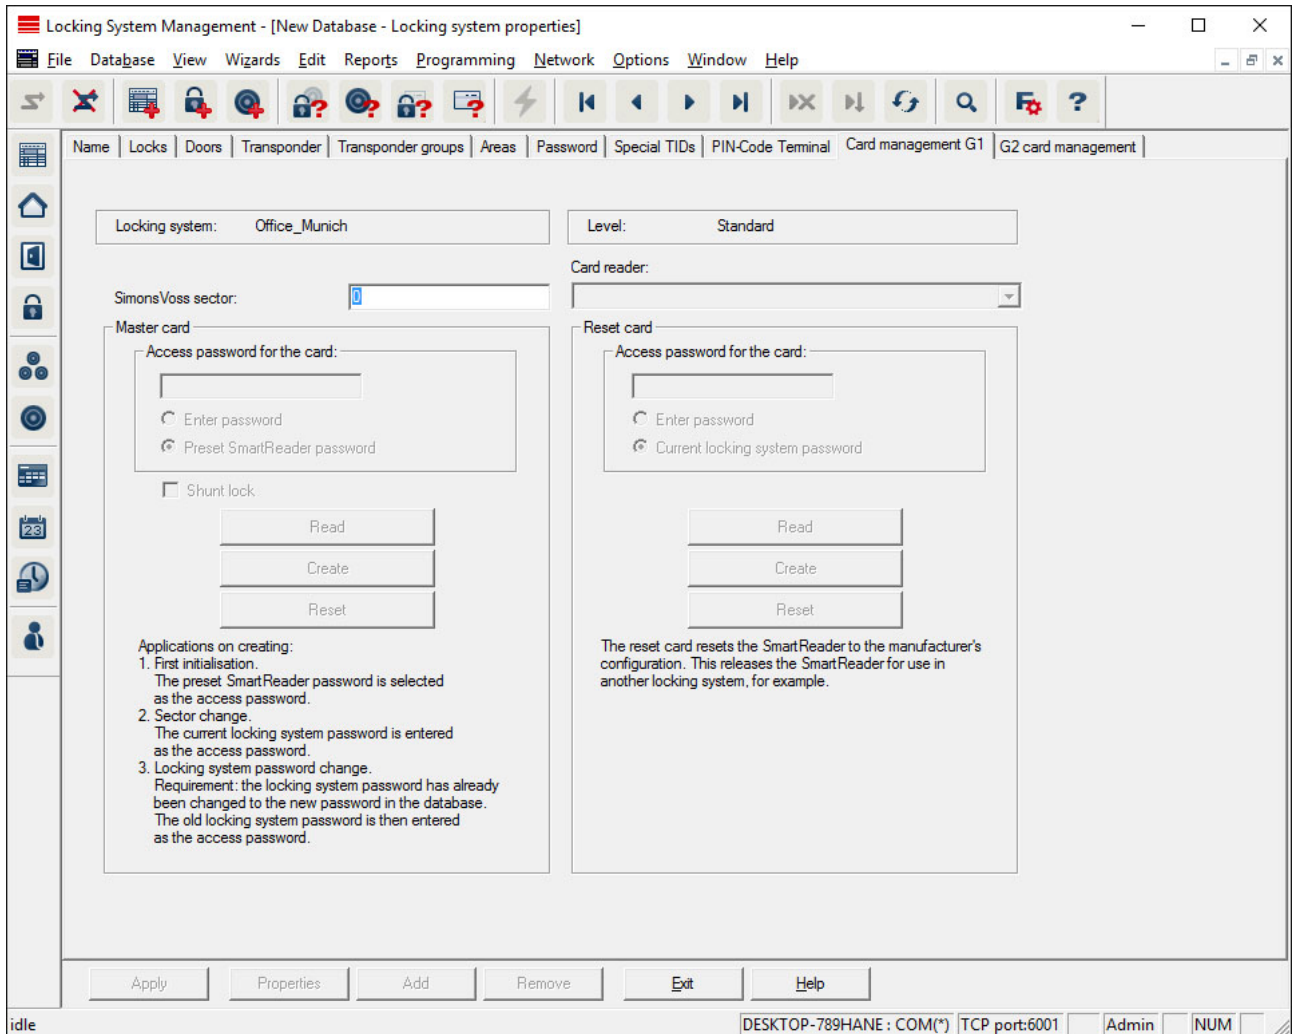 Locking System Management - [New Database - Locking system properties]
File Database View Wizards Edit Reports Programming Network Options Window Help
Name Locks Doors Transponder Transponder groups Areas Password Special TIDs PIN-Code Terminal Card management G1 G2 card management
Locking system: Office_Munich
Level: Standard
Card reader:
SimonsVoss sector: 0
Master card
Access password for the card:
Enter password
Preset SmartReader password
Shunt lock
Read
Create
Reset
Applications on creating:
1. First initialisation.
The preset SmartReader password is selected
as the access password.
2. Sector change.
The current locking system password is entered
as the access password.
3. Locking system password change.
Requirement: the locking system password has already
been changed to the new password in the database.
The old locking system password is then entered
as the access password.
Reset card
Access password for the card:
Enter password
Current locking system password
Read
Create
Reset
The reset card resets the SmartReader to the manufacturer's
configuration. This releases the SmartReader for use in
another locking system, for example.
23
Apply Properties Add Remove Exit Help
idle DESKTOP-789HANE : COM(*) TCP port:6001 Admin NUM